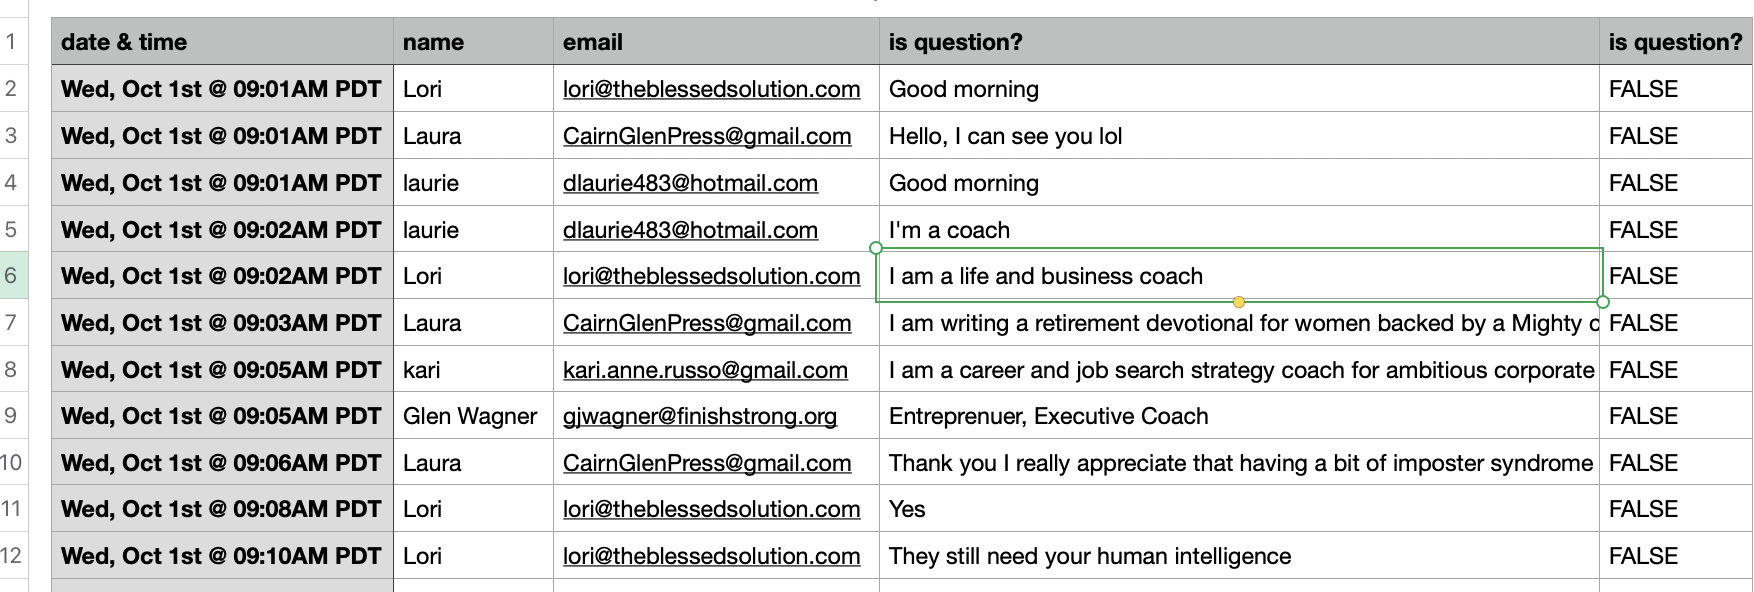 1 date & time name email is question? is question?
2 Wed, Oct 1st @ 09:01AM PDT Lori lori@theblessedsolution.com Good morning FALSE
3 Wed, Oct 1st @ 09:01AM PDT Laura CairnGlenPress@gmail.com Hello, I can see you lol FALSE
4 Wed, Oct 1st @ 09:01AM PDT laurie dlaurie483@hotmail.com Good morning FALSE
5 Wed, Oct 1st @ 09:02AM PDT laurie dlaurie483@hotmail.com I'm a coach FALSE
6 Wed, Oct 1st @ 09:02AM PDT Lori lori@theblessedsolution.com I am a life and business coach FALSE
7 Wed, Oct 1st @ 09:03AM PDT Laura CairnGlenPress@gmail.com I am writing a retirement devotional for women backed by a Mighty FALSE
8 Wed, Oct 1st @ 09:05AM PDT kari kari.anne.russo@gmail.com I am a career and job search strategy coach for ambitious corporate FALSE
9 Wed, Oct 1st @ 09:05AM PDT Glen Wagner gjwagner@finishstrong.org Entreprenuer, Executive Coach FALSE
10 Wed, Oct 1st @ 09:06AM PDT Laura CairnGlenPress@gmail.com Thank you I really appreciate that having a bit of imposter syndrome FALSE
11 Wed, Oct 1st @ 09:08AM PDT Lori lori@theblessedsolution.com Yes FALSE
12 Wed, Oct 1st @ 09:10AM PDT Lori lori@theblessedsolution.com They still need your human intelligence FALSE